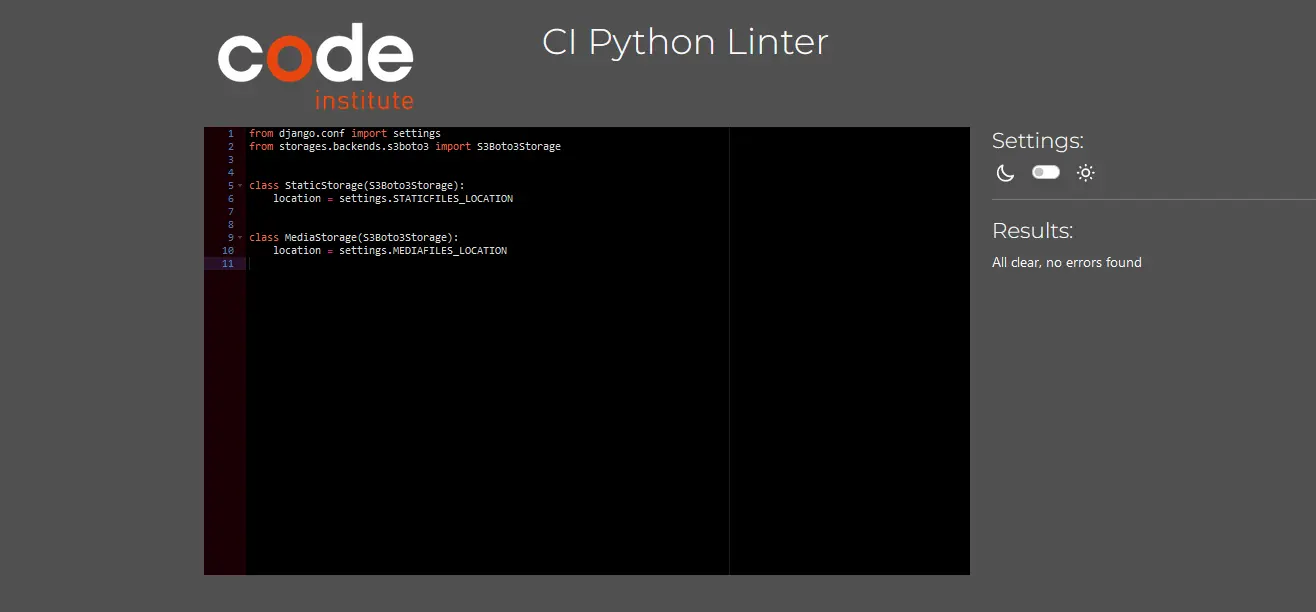 code
institute
CI Python Linter
1 from django.conf import settings
2 from storages.backends.s3boto3 import S3Boto3Storage
3
4
5 class StaticStorage(S3Boto3Storage):
6     location = settings.STATICFILES_LOCATION
7
8
9 class MediaStorage(S3Boto3Storage):
10     location = settings.MEDIAFILES_LOCATION
11
Settings:
Results:
All clear, no errors found